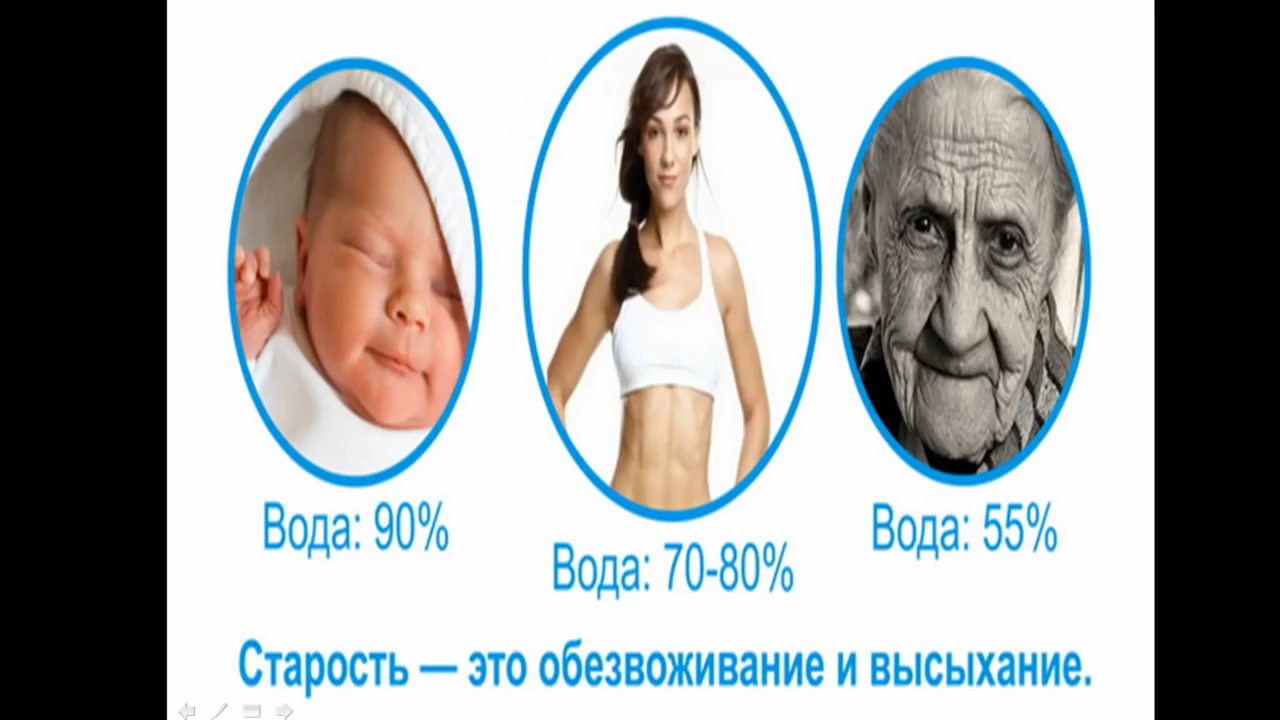 Вода: 90%
Вода: 70-80%
Вода: 55%
Старость — это обезвоживание и высыхание.